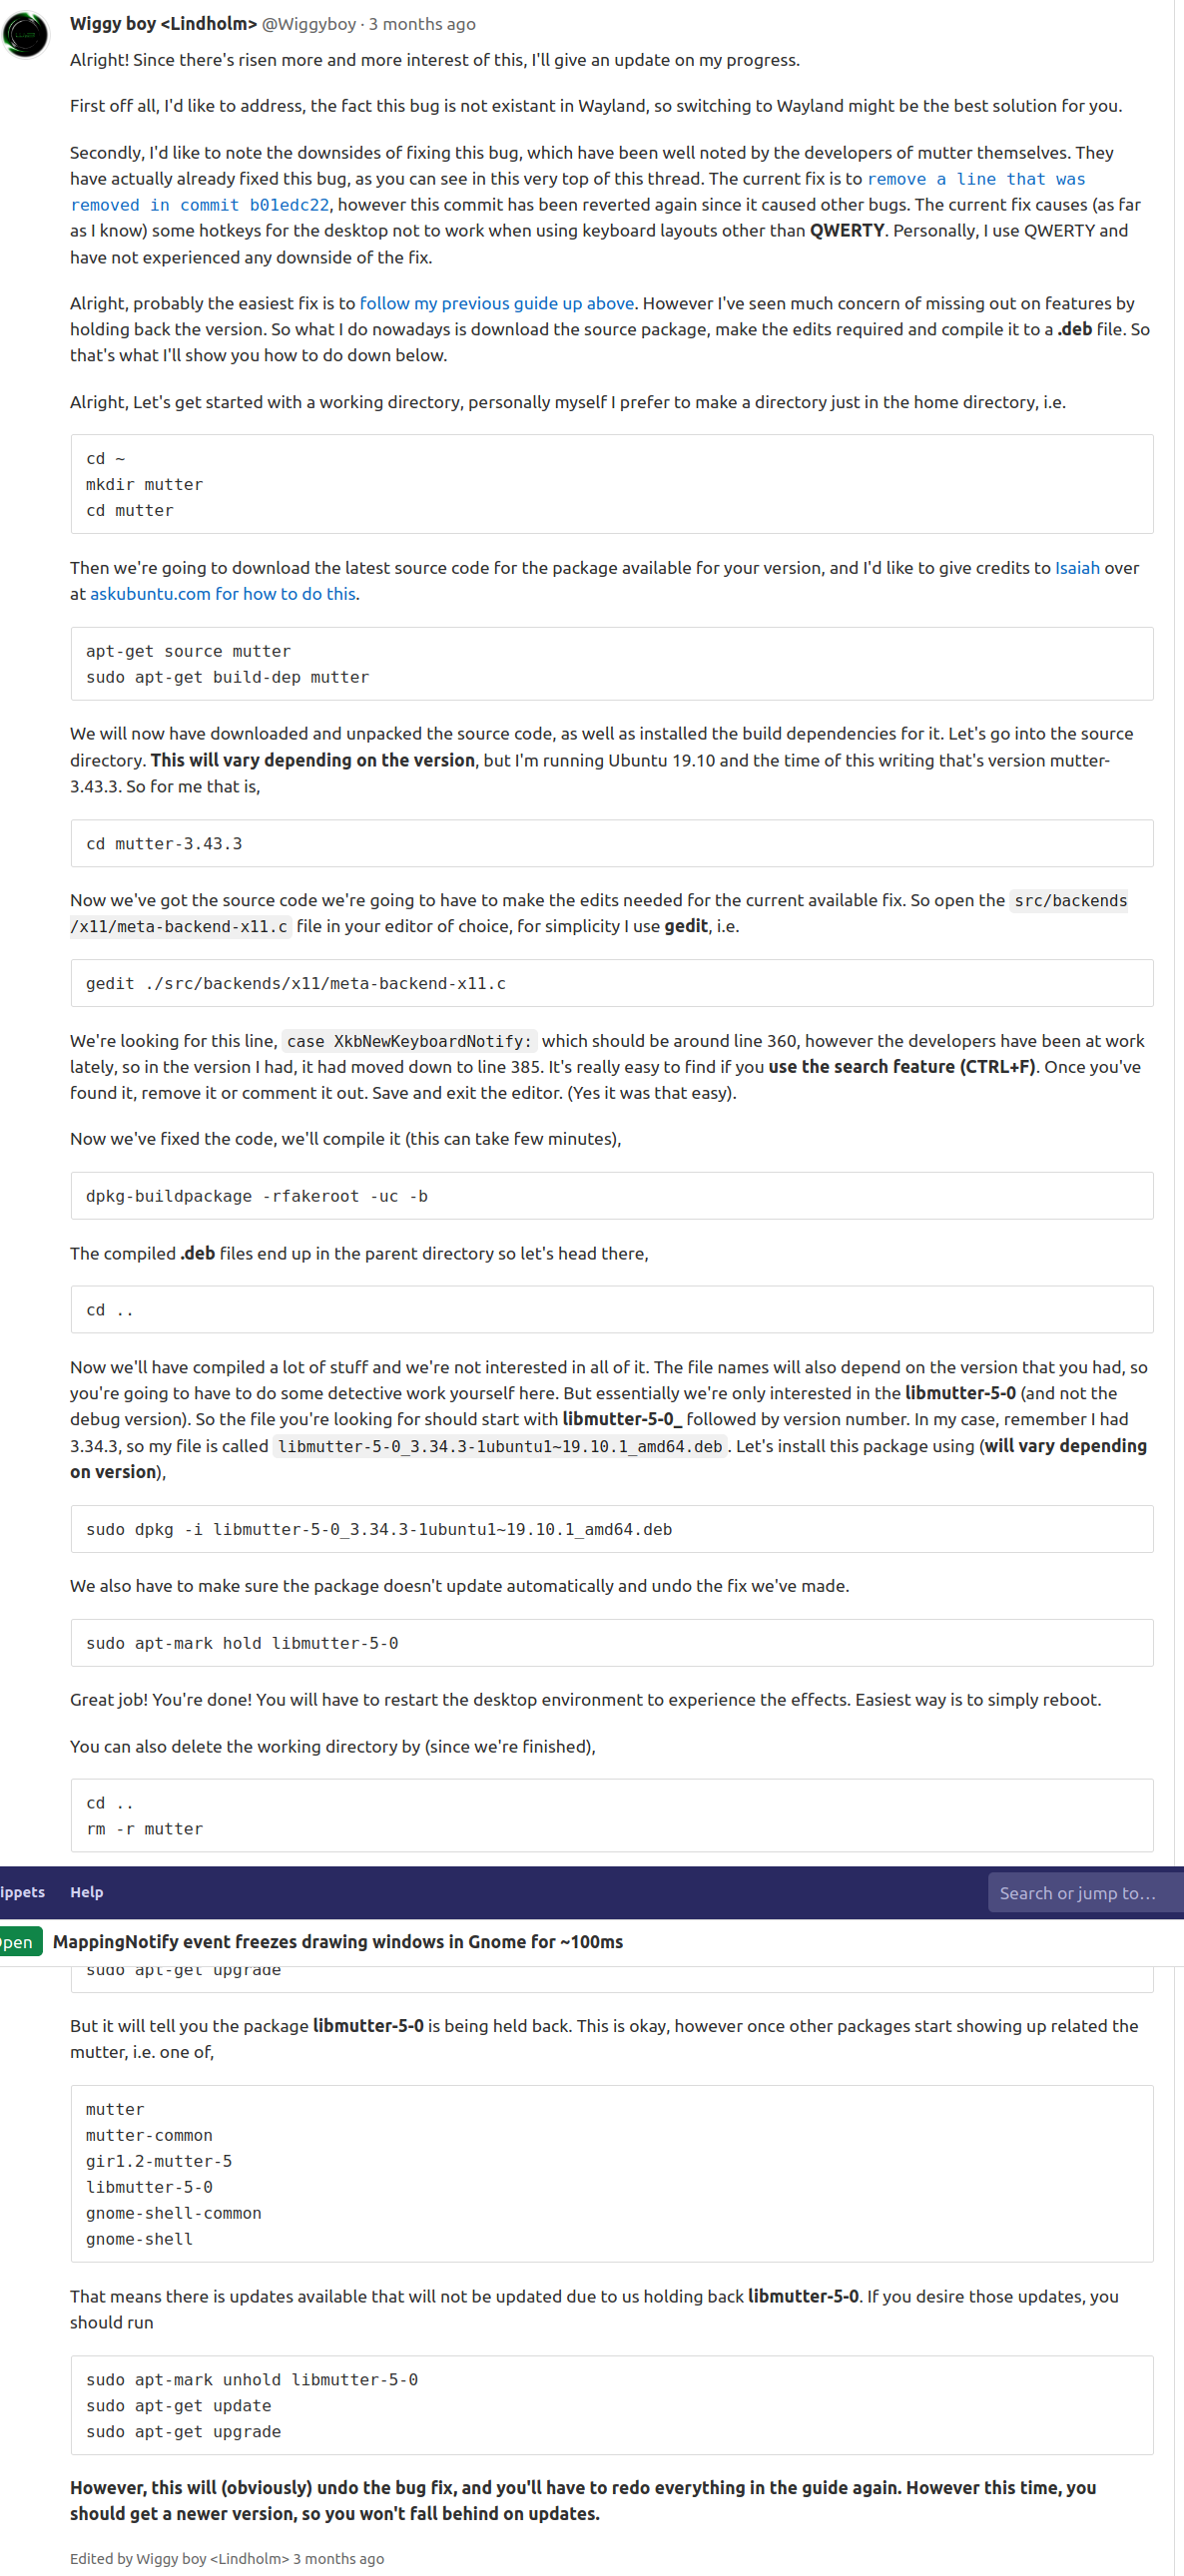 Wiggy boy <Lindholm> @Wiggyboy · 3 months ago
Alright! Since there's risen more and more interest of this, I'll give an update on my progress.
First off all, I'd like to address, the fact this bug is not existant in Wayland, so switching to Wayland might be the best solution for you.
Secondly, I'd like to note the downsides of fixing this bug, which have been well noted by the developers of mutter themselves. They
have actually already fixed this bug, as you can see in this very top of this thread. The current fix is to remove a line that was
removed in commit b01edc22, however this commit has been reverted again since it caused other bugs. The current fix causes (as far
as I know) some hotkeys for the desktop not to work when using keyboard layouts other than QWERTY. Personally, I use QWERTY and
have not experienced any downside of the fix.
Alright, probably the easiest fix is to follow my previous guide up above. However I've seen much concern of missing out on features by
holding back the version. So what I do nowadays is download the source package, make the edits required and compile it to a .deb file. So
that's what I'll show you how to do down below.
Alright, Let's get started with a working directory, personally myself I prefer to make a directory just in the home directory, i.e.
cd ~
mkdir mutter
cd mutter
Then we're going to download the latest source code for the package available for your version, and I'd like to give credits to Isaiah over
at askubuntu.com for how to do this.
apt-get source mutter
sudo apt-get build-dep mutter
We will now have downloaded and unpacked the source code, as well as installed the build dependencies for it. Let's go into the source
directory. This will vary depending on the version, but I'm running Ubuntu 19.10 and the time of this writing that's version mutter-
3.43.3. So for me that is,
cd mutter-3.43.3
Now we've got the source code we're going to have to make the edits needed for the current available fix. So open the src/backends
/x11/meta-backend-x11.c file in your editor of choice, for simplicity I use gedit, i.e.
gedit ./src/backends/x11/meta-backend-x11.c
We're looking for this line, case XkbNewKeyboardNotify: which should be around line 360, however the developers have been at work
lately, so in the version I had, it had moved down to line 385. It's really easy to find if you use the search feature (CTRL+F). Once you've
found it, remove it or comment it out. Save and exit the editor. (Yes it was that easy).
Now we've fixed the code, we'll compile it (this can take few minutes),
dpkg-buildpackage -rfakeroot -uc -b
The compiled .deb files end up in the parent directory so let's head there,
cd ..
Now we'll have compiled a lot of stuff and we're not interested in all of it. The file names will also depend on the version that you had, so
you're going to have to do some detective work yourself here. But essentially we're only interested in the libmutter-5-0 (and not the
debug version). So the file you're looking for should start with libmutter-5-0_ followed by version number. In my case, remember I had
3.34.3, so my file is called libmutter-5-0_3.34.3-1ubuntu1~19.10.1_amd64.deb. Let's install this package using (will vary depending
on version),
sudo dpkg -i libmutter-5-0_3.34.3-1ubuntu1~19.10.1_amd64.deb
We also have to make sure the package doesn't update automatically and undo the fix we've made.
sudo apt-mark hold libmutter-5-0
Great job! You're done! You will have to restart the desktop environment to experience the effects. Easiest way is to simply reboot.
You can also delete the working directory by (since we're finished),
cd ..
rm -r mutter
ippets Help Search or jump to…
Open MappingNotify event freezes drawing windows in Gnome for ~100ms
sudo apt-get upgrade
But it will tell you the package libmutter-5-0 is being held back. This is okay, however once other packages start showing up related the
mutter, i.e. one of,
mutter
mutter-common
gir1.2-mutter-5
libmutter-5-0
gnome-shell-common
gnome-shell
That means there is updates available that will not be updated due to us holding back libmutter-5-0. If you desire those updates, you
should run
sudo apt-mark unhold libmutter-5-0
sudo apt-get update
sudo apt-get upgrade
However, this will (obviously) undo the bug fix, and you'll have to redo everything in the guide again. However this time, you
should get a newer version, so you won't fall behind on updates.
Edited by Wiggy boy <Lindholm> 3 months ago